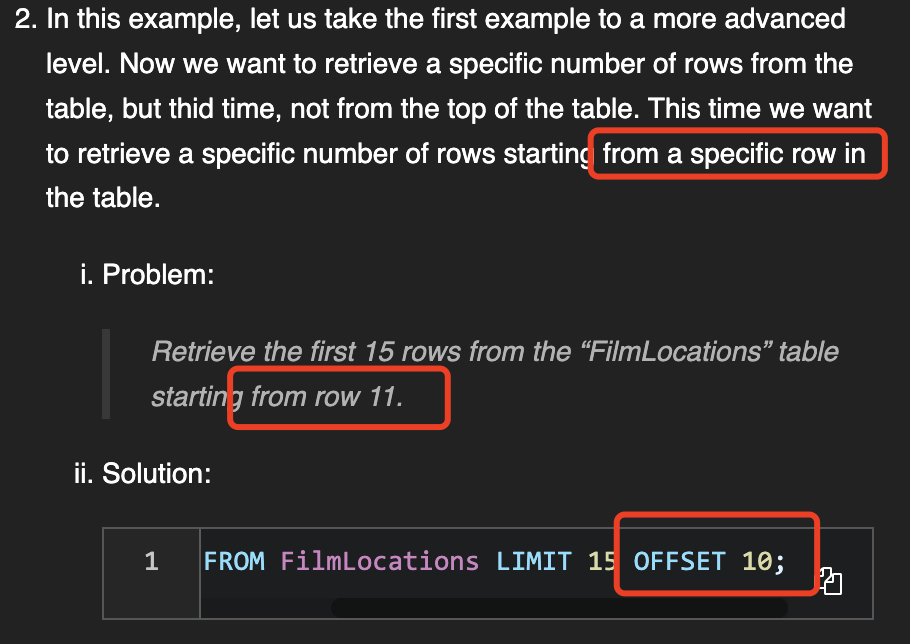 2. In this example, let us take the first example to a more advanced
level. Now we want to retrieve a specific number of rows from the
table, but thid time, not from the top of the table. This time we want
to retrieve a specific number of rows starting from a specific row in
the table.
i. Problem:
Retrieve the first 15 rows from the “FilmLocations” table
starting from row 11.
ii. Solution:
1 FROM FilmLocations LIMIT 15 OFFSET 10;